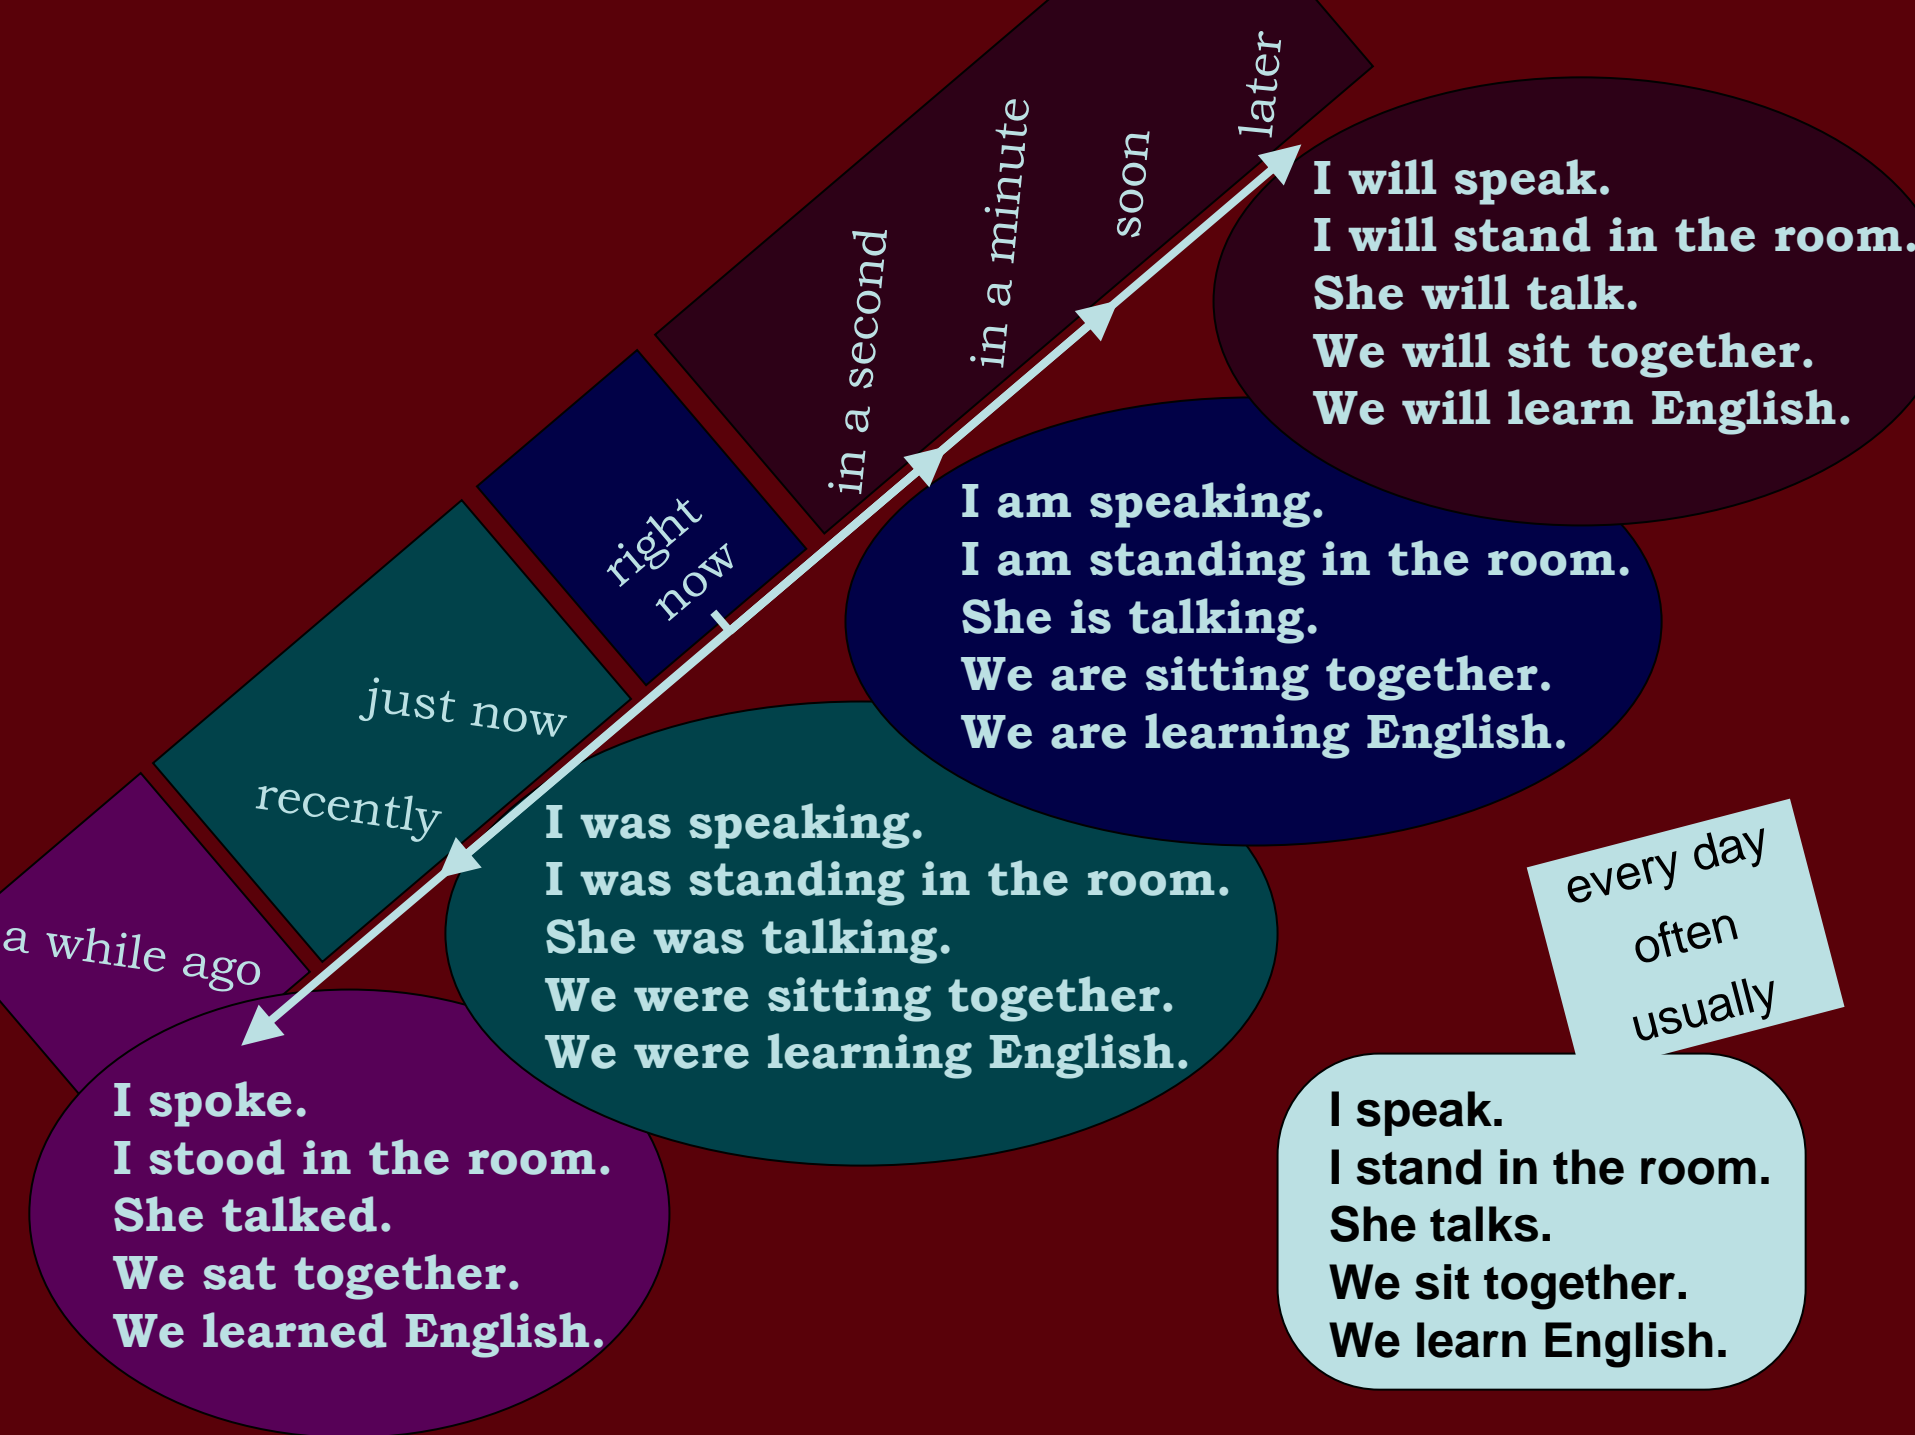 later
soon
in a minute
in a second
right
now
just now
recently
a while ago
I will speak.
I will stand in the room.
She will talk.
We will sit together.
We will learn English.
I am speaking.
I am standing in the room.
She is talking.
We are sitting together.
We are learning English.
I was speaking.
I was standing in the room.
She was talking.
We were sitting together.
We were learning English.
I spoke.
I stood in the room.
She talked.
We sat together.
We learned English.
every day
often
usually
I speak.
I stand in the room.
She talks.
We sit together.
We learn English.